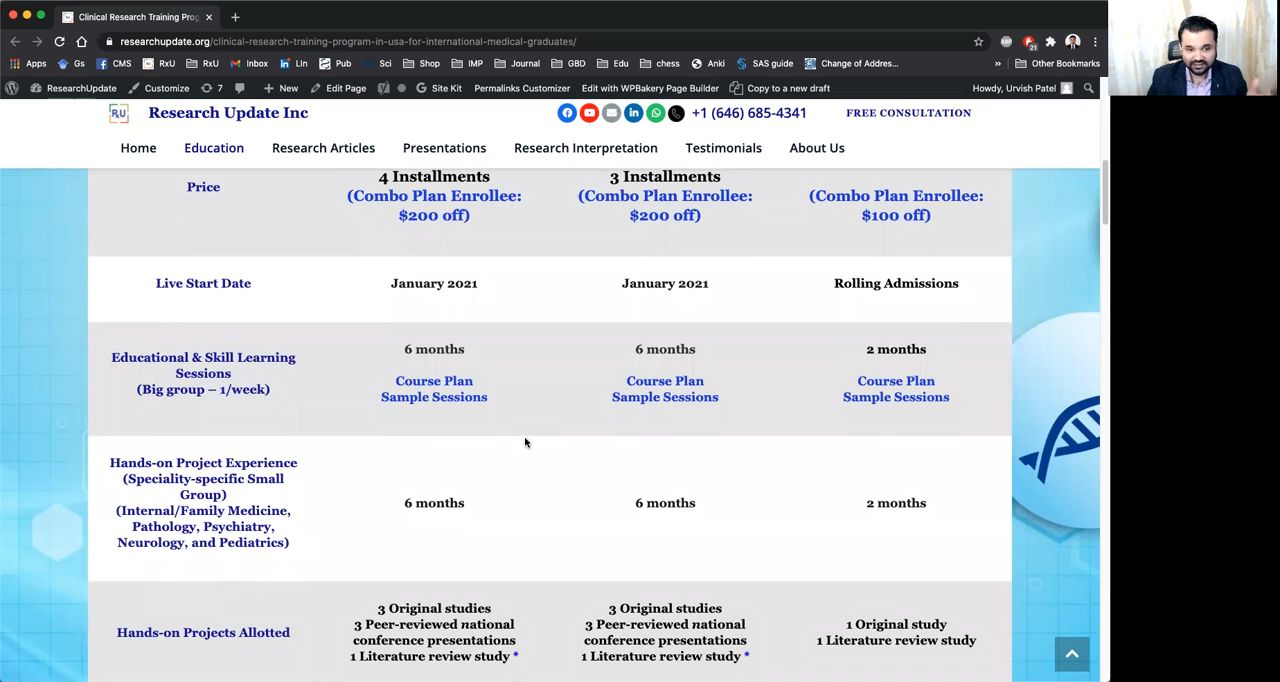 Clinical Research Training Prog
researchupdate.org/clinical-research-training-program-in-usa-for-international-medical-graduates/
21
Apps Gs CMS RxU RxU Inbox LIn Pub Sci Shop IMP Journal GBD Edu chess Anki SAS guide Change of Addres... » Other Bookmarks
ResearchUpdate Customize 7 New Edit Page Site Kit Permalinks Customizer Edit with WPBakery Page Builder Copy to a new draft Howdy, Urvish Patel
RU Research Update Inc +1 (646) 685-4341 FREE CONSULTATION
Home Education Research Articles Presentations Research Interpretation Testimonials About Us
Price
4 Installments
(Combo Plan Enrollee:
$200 off)
3 Installments
(Combo Plan Enrollee:
$200 off)
(Combo Plan Enrollee:
$100 off)
Live Start Date January 2021 January 2021 Rolling Admissions
Educational & Skill Learning
Sessions
(Big group – 1/week)
6 months
Course Plan
Sample Sessions
6 months
Course Plan
Sample Sessions
2 months
Course Plan
Sample Sessions
Hands-on Project Experience
(Speciality-specific Small
Group)
(Internal/Family Medicine,
Pathology, Psychiatry,
Neurology, and Pediatrics)
6 months 6 months 2 months
Hands-on Projects Allotted
3 Original studies
3 Peer-reviewed national
conference presentations
1 Literature review study *
3 Original studies
3 Peer-reviewed national
conference presentations
1 Literature review study *
1 Original study
1 Literature review study